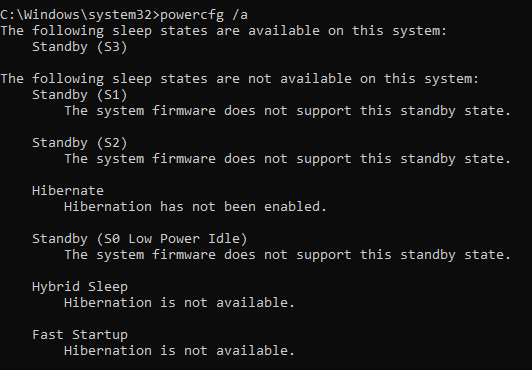 C:\Windows\system32>powercfg /a
The following sleep states are available on this system:
Standby (S3)
The following sleep states are not available on this system:
Standby (S1)
The system firmware does not support this standby state.
Standby (S2)
The system firmware does not support this standby state.
Hibernate
Hibernation has not been enabled.
Standby (S0 Low Power Idle)
The system firmware does not support this standby state.
Hybrid Sleep
Hibernation is not available.
Fast Startup
Hibernation is not available.